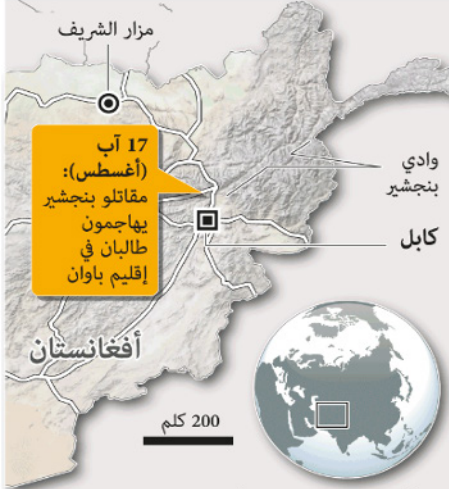 مزار الشريف
17 آب
(أغسطس):
مقاتلو بنجشير
يهاجمون
طالبان في
إقليم باوان
وادي
بنجشير
كابل
أفغانستان
200 كلم